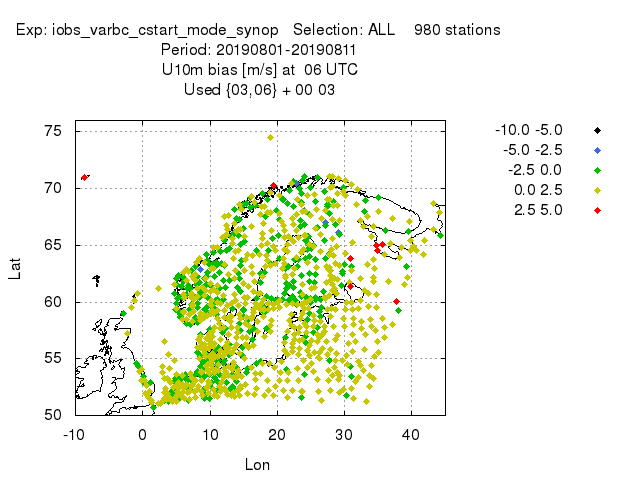 Exp: iobs_varbc_cstart_mode_synop   Selection: ALL    980 stations
Period: 20190801-20190811
U10m bias [m/s] at  06 UTC
Used {03,06} + 00 03
-10.0 -5.0
-5.0 -2.5
-2.5 0.0
0.0 2.5
2.5 5.0
75
70
65
60
55
50
Lat
-10 0 10 20 30 40
Lon